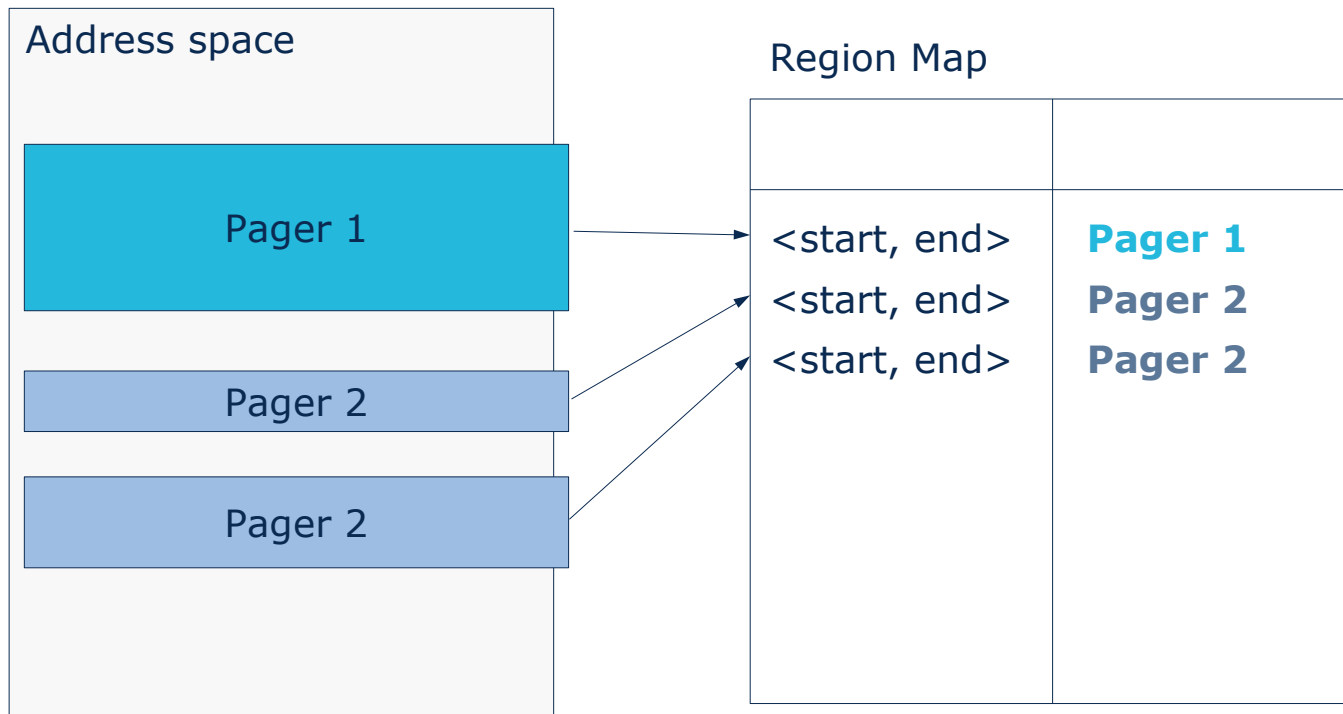 Address space
Pager 1
Pager 2
Pager 2
Region Map
<start, end> Pager 1
<start, end> Pager 2
<start, end> Pager 2